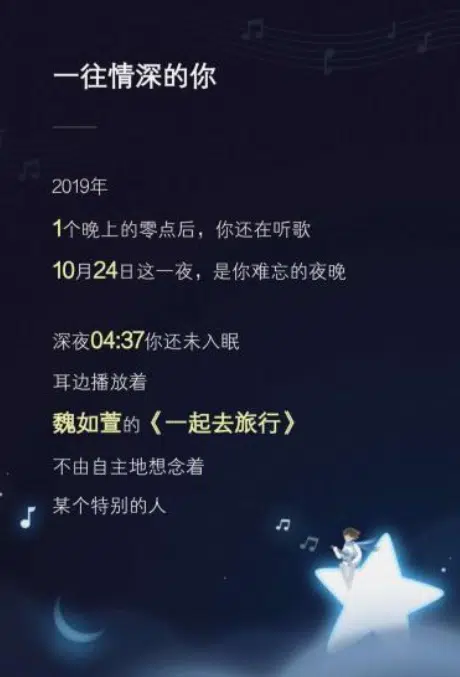 一往情深的你
2019年
1个晚上的零点后，你还在听歌
10月24日这一夜，是你难忘的夜晚
深夜04:37你还未入眠
耳边播放着
魏如萱的《一起去旅行》
不由自主地想念着
某个特别的人